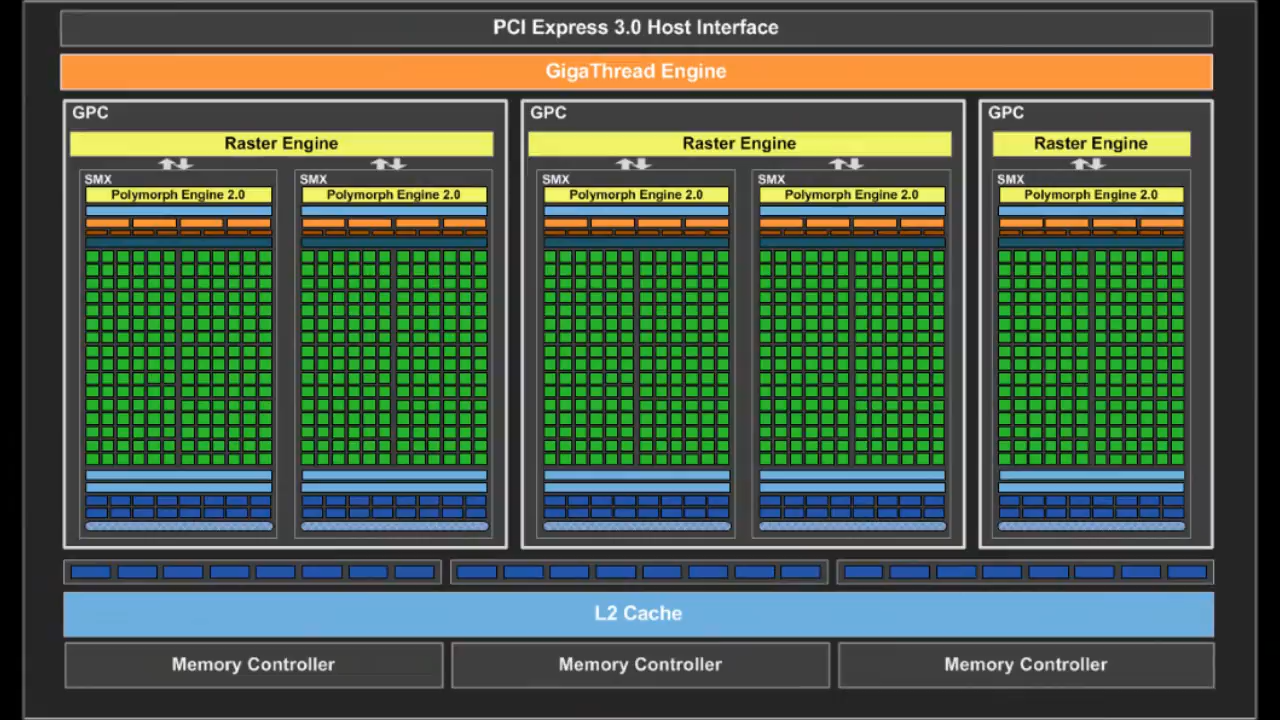 PCI Express 3.0 Host Interface
GigaThread Engine
GPC
Raster Engine
SMX
Polymorph Engine 2.0
SMX
Polymorph Engine 2.0
GPC
Raster Engine
SMX
Polymorph Engine 2.0
SMX
Polymorph Engine 2.0
GPC
Raster Engine
SMX
Polymorph Engine 2.0
L2 Cache
Memory Controller
Memory Controller
Memory Controller